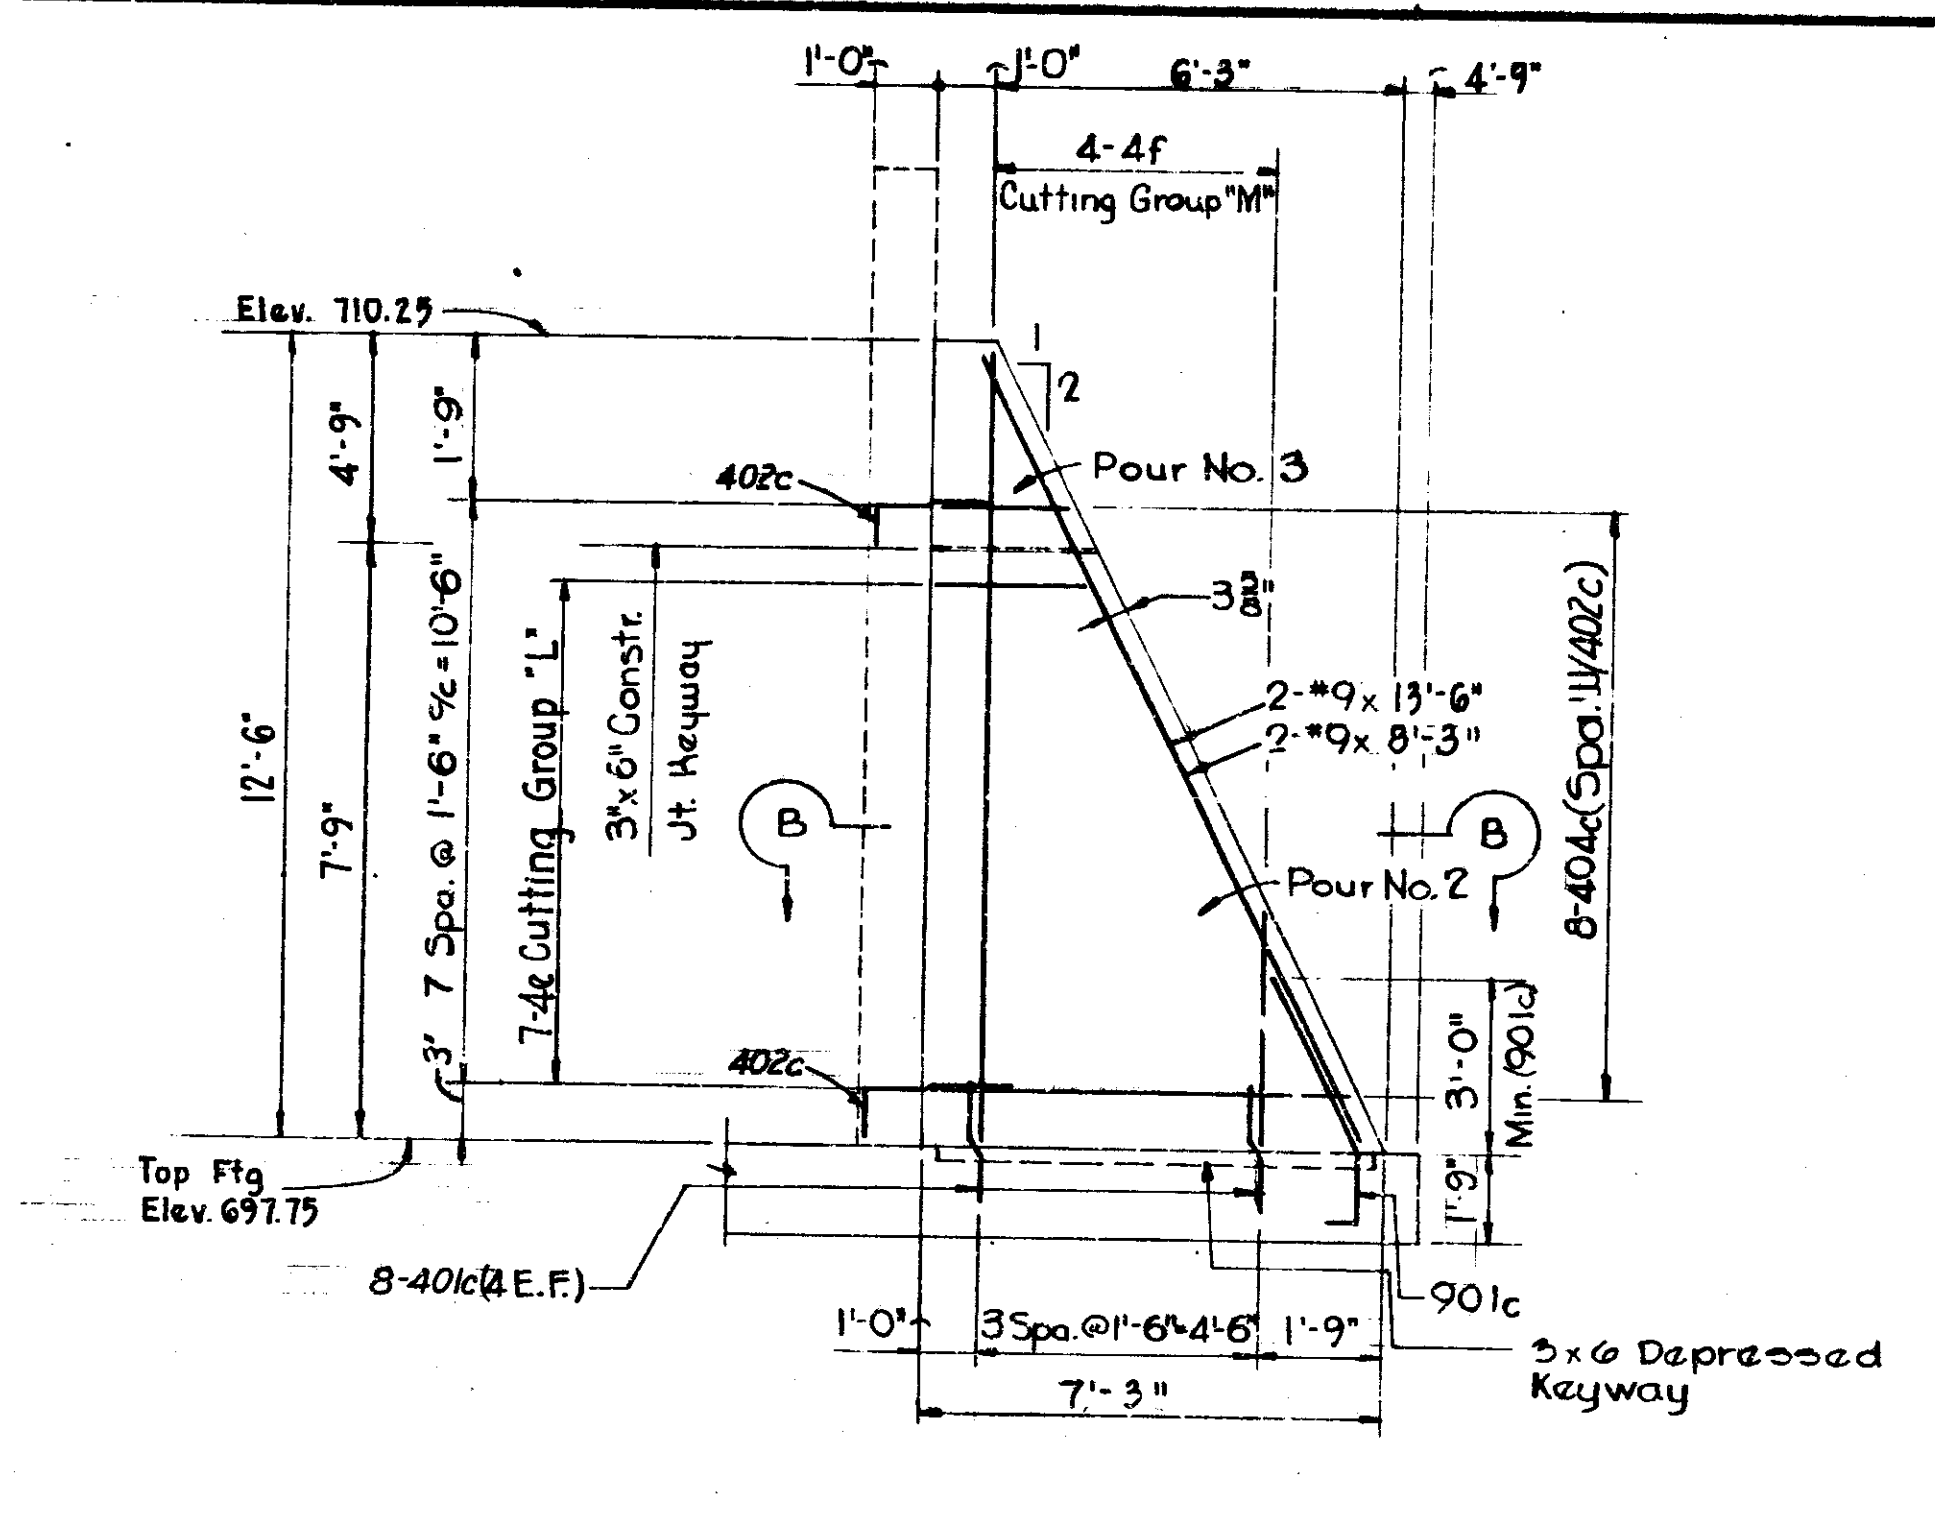 1'-0"
1'-0"
6'-3"
4'-9"
4-4f
Cutting Group "M"
Elev. 710.25
1
2
4'-9"
1'-9"
402c
Pour No. 3
3 3/8"
12'-6"
7'-9"
7 Spa. @ 1'-6" c/c = 10'-6"
3"
7-4e Cutting Group "L"
3" x 6" Constr.
Jt. Keyway
2-#9 x 13'-6"
2-#9 x 8'-3"
B
B
Pour No. 2
8-404c (Spa. W/402c)
402c
3'-0"
Min. (901c)
1'-9"
Top Ftg
Elev. 697.75
8-401c (4 E.F.)
901c
1'-0"
3 Spa. @ 1'-6" = 4'-6"
1'-9"
7'-3"
3 x 6 Depressed
Keyway